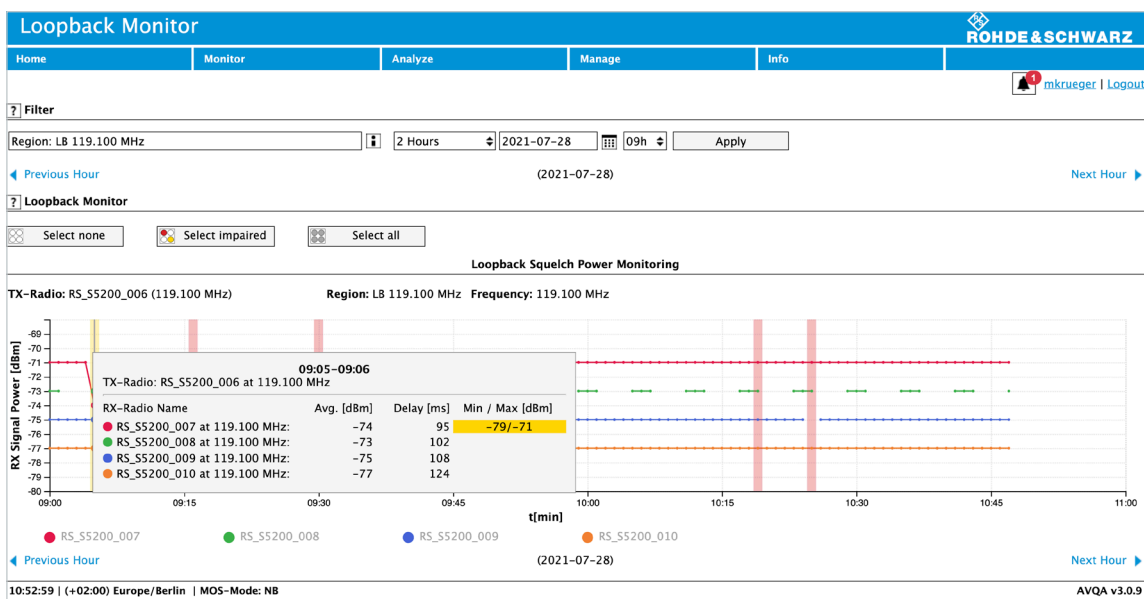 Loopback Monitor
ROHDE&SCHWARZ
Home Monitor Analyze Manage Info
1 mkrueger | Logout
? Filter
Region: LB 119.100 MHz i 2 Hours 2021-07-28 09h Apply
Previous Hour (2021-07-28) Next Hour
? Loopback Monitor
Select none Select impaired Select all
Loopback Squelch Power Monitoring
TX-Radio: RS_S5200_006 (119.100 MHz) Region: LB 119.100 MHz Frequency: 119.100 MHz
RX Signal Power [dBm]
-69
-70
-71
-72
-73
-74
-75
-76
-77
-78
-79
-80
09:05-09:06
TX-Radio: RS_S5200_006 at 119.100 MHz
RX-Radio Name Avg. [dBm] Delay [ms] Min / Max [dBm]
RS_S5200_007 at 119.100 MHz: -74 95 -79/-71
RS_S5200_008 at 119.100 MHz: -73 102
RS_S5200_009 at 119.100 MHz: -75 108
RS_S5200_010 at 119.100 MHz: -77 124
09:00 09:15 09:30 09:45 10:00 10:15 10:30 10:45 11:00
t[min]
RS_S5200_007 RS_S5200_008 RS_S5200_009 RS_S5200_010
Previous Hour (2021-07-28) Next Hour
10:52:59 | (+02:00) Europe/Berlin | MOS-Mode: NB AVQA v3.0.9